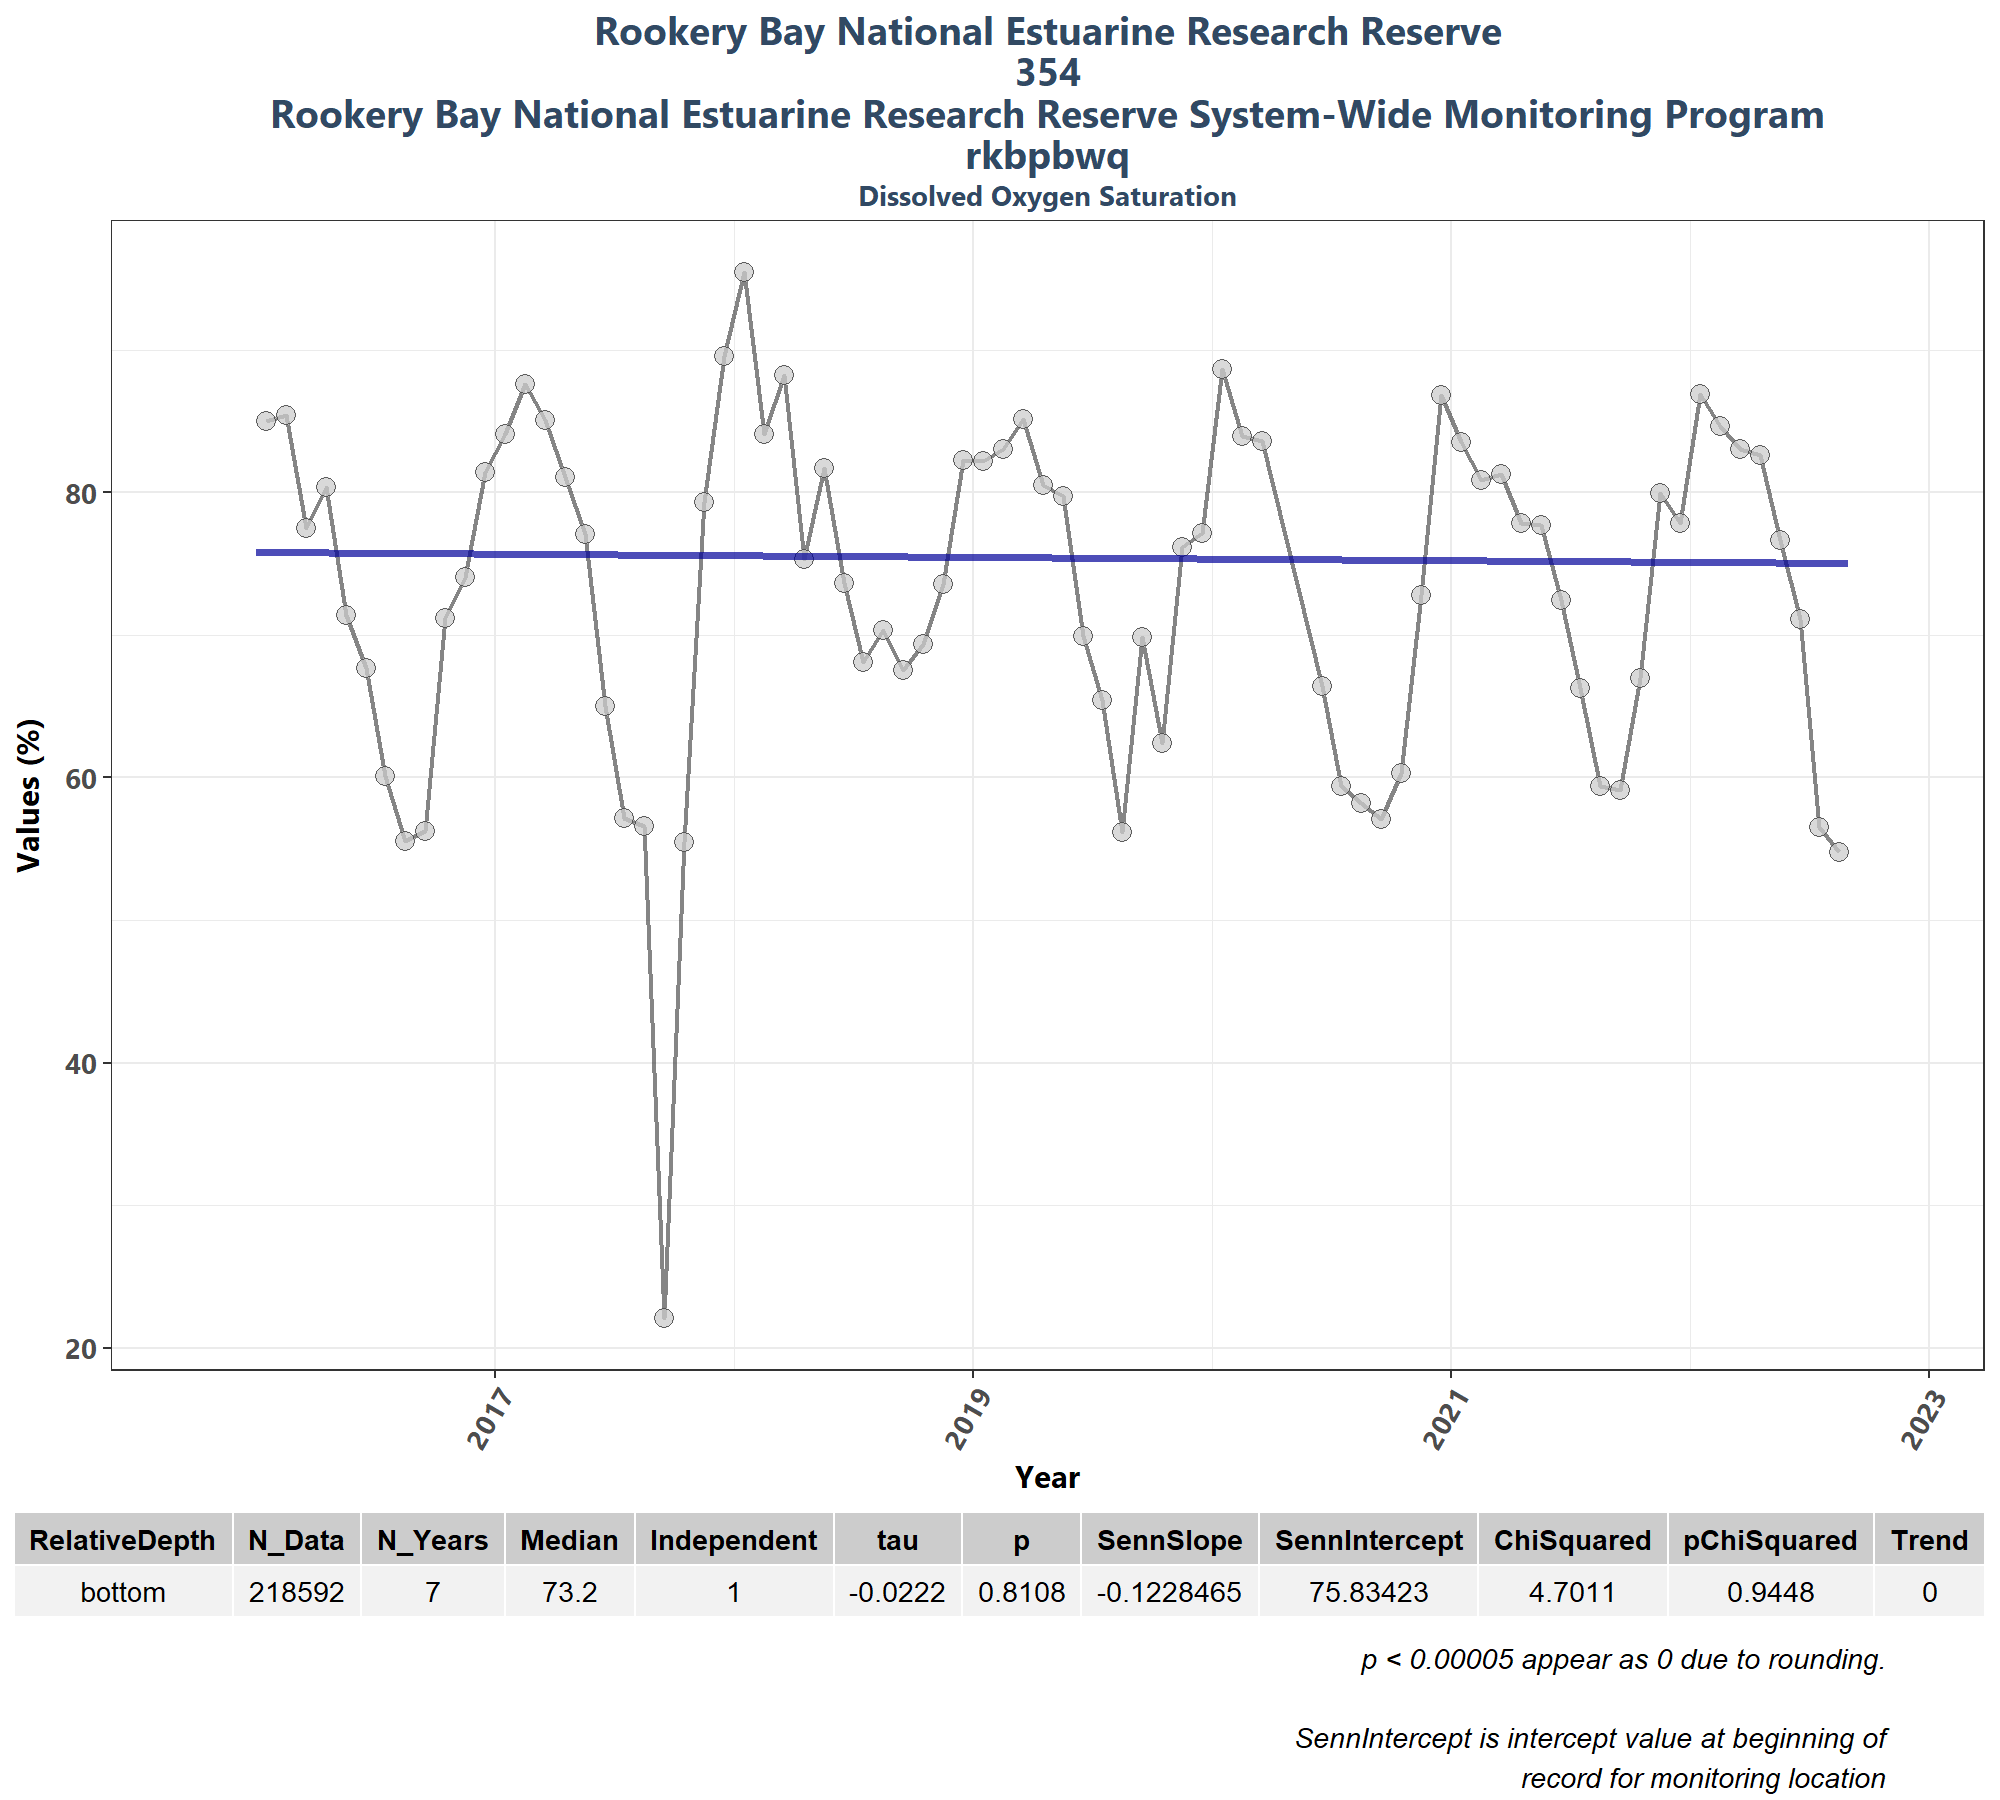 Rookery Bay National Estuarine Research Reserve
354
Rookery Bay National Estuarine Research Reserve System-Wide Monitoring Program
rkbpbwq
Dissolved Oxygen Saturation
Values (%)
80
60
40
20
2017
2019
2021
2023
Year
RelativeDepth N_Data N_Years Median Independent tau p SennSlope SennIntercept ChiSquared pChiSquared Trend
bottom 218592 7 73.2 1 -0.0222 0.8108 -0.1228465 75.83423 4.7011 0.9448 0
p < 0.00005 appear as 0 due to rounding.
SennIntercept is intercept value at beginning of
record for monitoring location